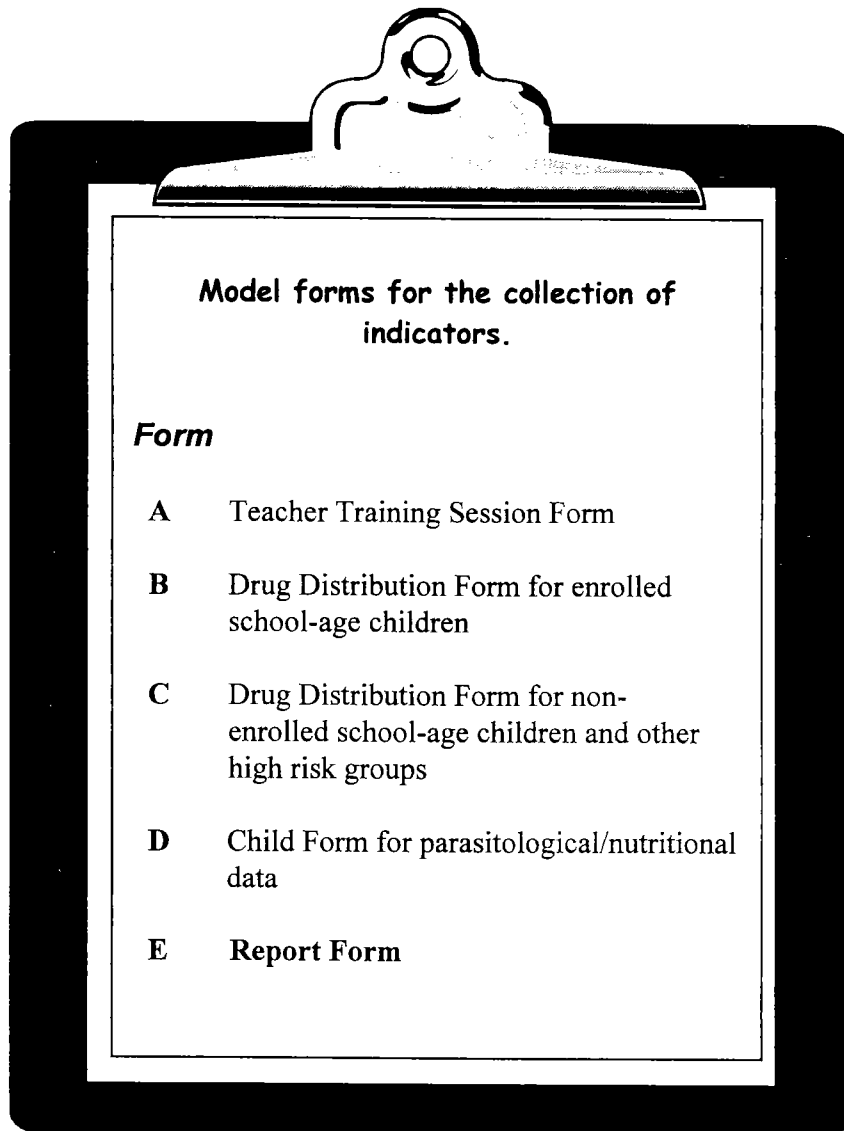 Model forms for the collection of
indicators.
Form
A Teacher Training Session Form
B Drug Distribution Form for enrolled
school-age children
C Drug Distribution Form for non-
enrolled school-age children and other
high risk groups
D Child Form for parasitological/nutritional
data
E Report Form